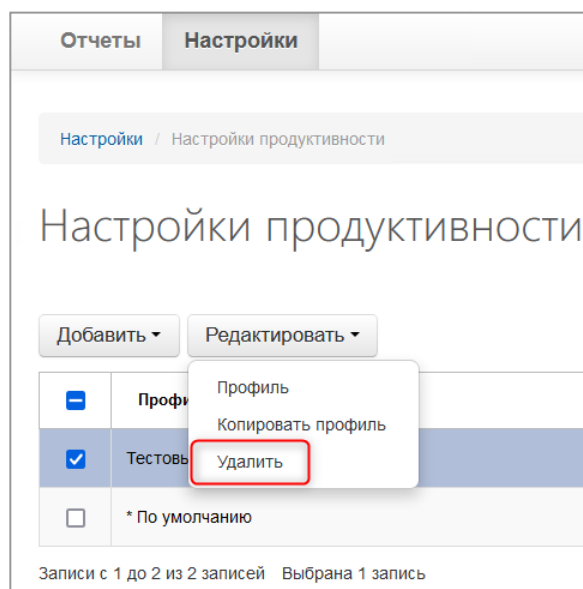 Отчеты Настройки
Настройки / Настройки продуктивности
Настройки продуктивности
Добавить Редактировать
Профиль
Копировать профиль
Удалить
* По умолчанию
Записи с 1 до 2 из 2 записей Выбрана 1 запись